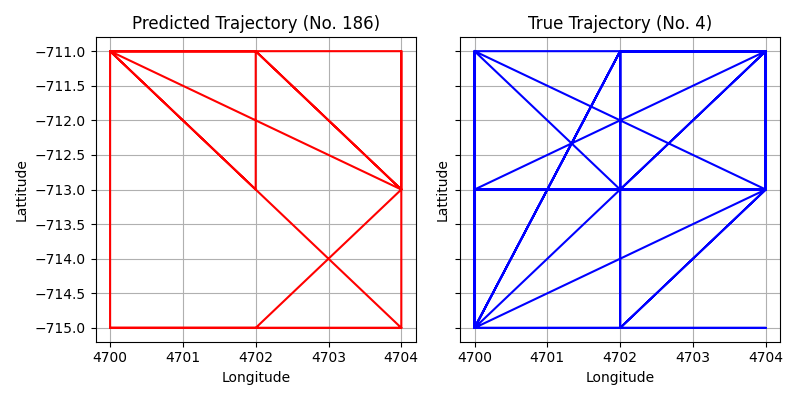 Predicted Trajectory (No. 186)
True Trajectory (No. 4)
−711.0
−711.5
−712.0
−712.5
−713.0
−713.5
−714.0
−714.5
−715.0
Lattitude
Lattitude
4700 4701 4702 4703 4704
4700 4701 4702 4703 4704
Longitude
Longitude